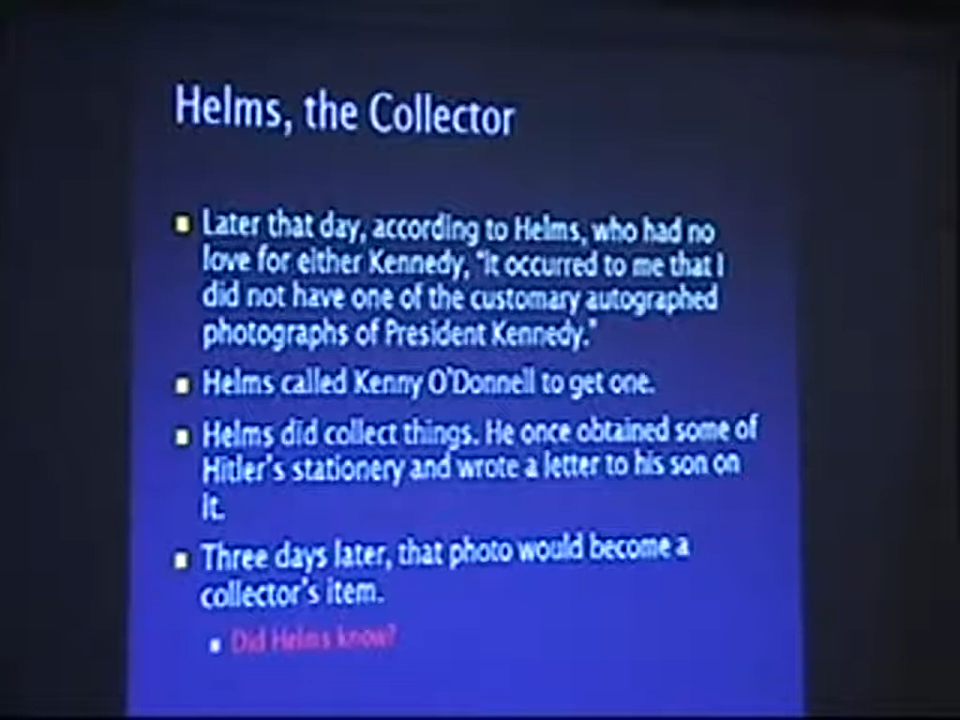 Helms, the Collector
Later that day, according to Helms, who had no
love for either Kennedy, "it occurred to me that I
did not have one of the customary autographed
photographs of President Kennedy."
Helms called Kenny O'Donnell to get one.
Helms did collect things. He once obtained some of
Hitler's stationery and wrote a letter to his son on
it.
Three days later, that photo would become a
collector's item.
Did Helms know?